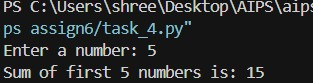 PS C:\Users\shree\Desktop\AIPS\aips
ps assign6/task_4.py"
Enter a number: 5
Sum of first 5 numbers is: 15